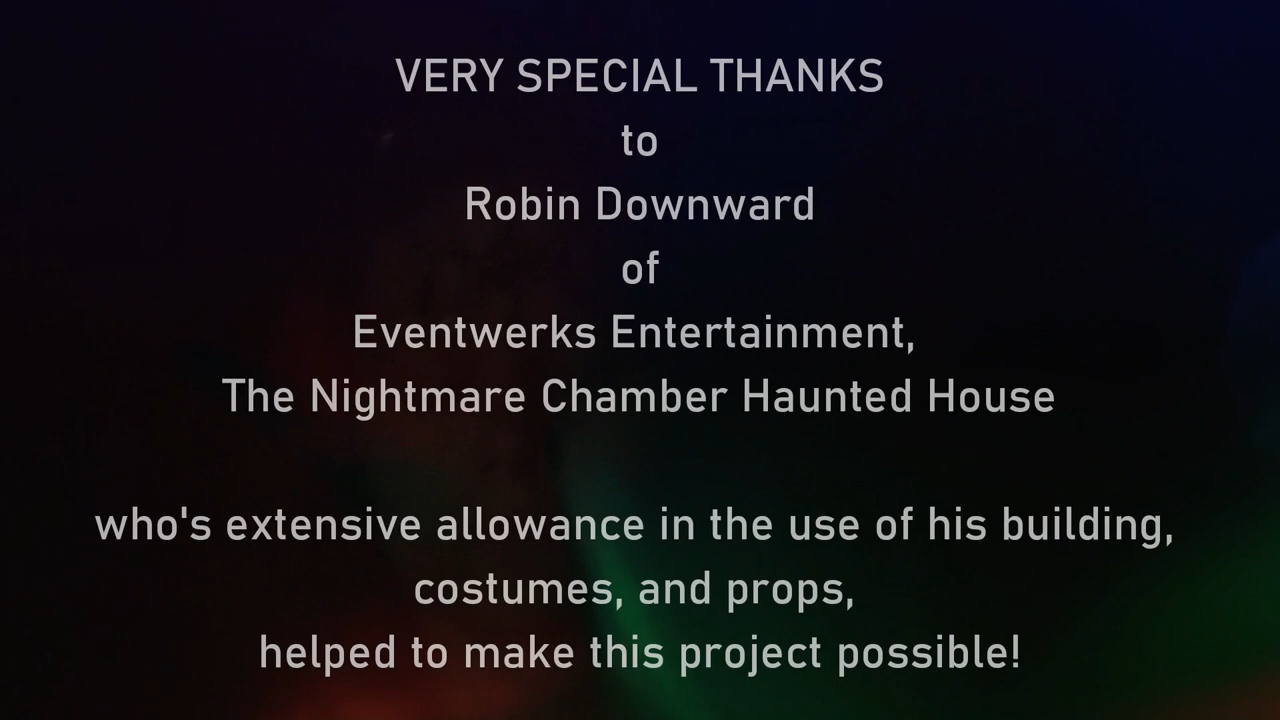 VERY SPECIAL THANKS
to
Robin Downward
of
Eventwerks Entertainment,
The Nightmare Chamber Haunted House
who's extensive allowance in the use of his building,
costumes, and props,
helped to make this project possible!